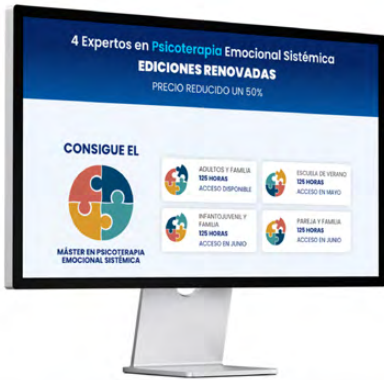 4 Expertos en Psicoterapia Emocional Sistémica
EDICIONES RENOVADAS
PRECIO REDUCIDO UN 50%
CONSIGUE EL
MÁSTER EN PSICOTERAPIA
EMOCIONAL SISTÉMICA
ADULTOS Y FAMILIA
125 HORAS
ACCESO DISPONIBLE
ESCUELA DE VERANO
125 HORAS
ACCESO EN MAYO
INFANTOJUVENIL Y
FAMILIA
125 HORAS
ACCESO EN JUNIO
PAREJA Y FAMILIA
125 HORAS
ACCESO EN JUNIO